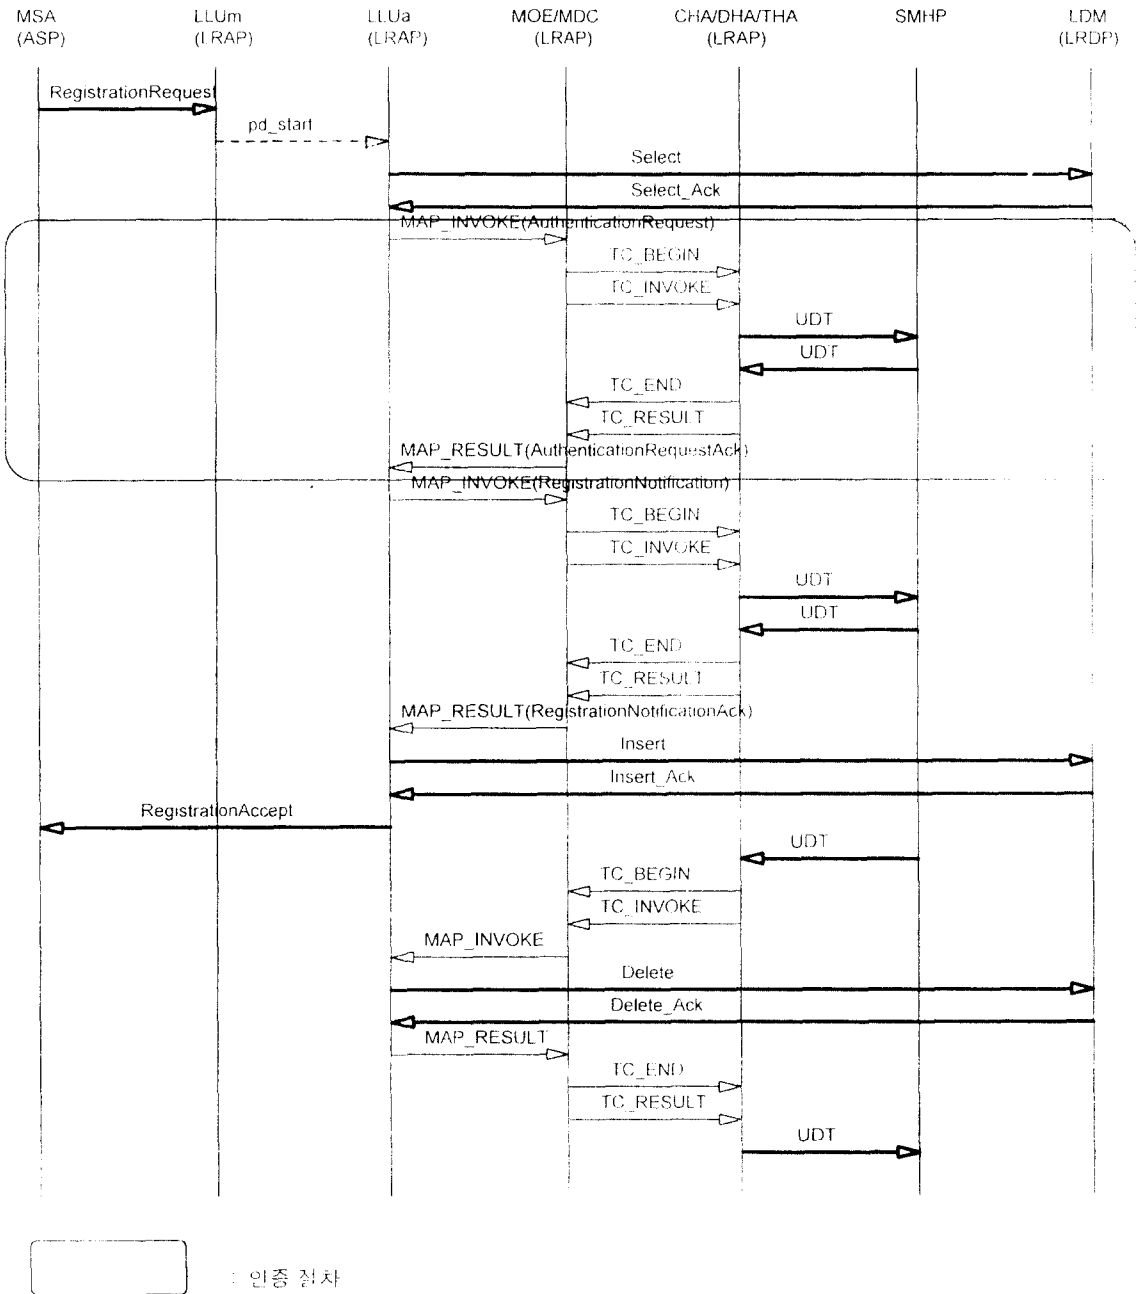 MSA LLUm LLUa MOE/MDC CHA/DHA/THA SMHP LDM
(ASP) (LRAP) (LRAP) (LRAP) (LRAP) (LRDP)
RegistrationRequest
pd_start
Select
Select_Ack
MAP_INVOKE(AuthenticationRequest)
TC_BEGIN
TC_INVOKE
UDT
UDT
TC_END
TC_RESULT
MAP_RESULT(AuthenticationRequestAck)
MAP_INVOKE(RegistrationNotification)
TC_BEGIN
TC_INVOKE
UDT
UDT
TC_END
TC_RESULT
MAP_RESULT(RegistrationNotificationAck)
Insert
Insert_Ack
RegistrationAccept
UDT
TC_BEGIN
TC_INVOKE
MAP_INVOKE
Delete
Delete_Ack
MAP_RESULT
TC_END
TC_RESULT
UDT
: 인증 절차